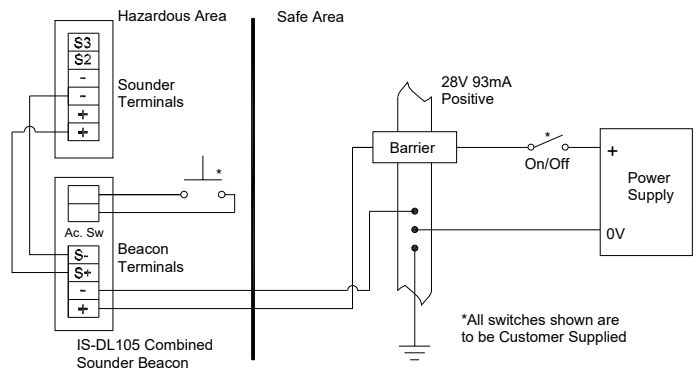 Hazardous Area
Safe Area
S3
S2
-
-
+
+
Sounder
Terminals
28V 93mA
Positive
Barrier
*
On/Off
+
Power
Supply
0V
*
Ac. Sw
S-
S+
-
+
Beacon
Terminals
*All switches shown are
to be Customer Supplied
IS-DL105 Combined
Sounder Beacon